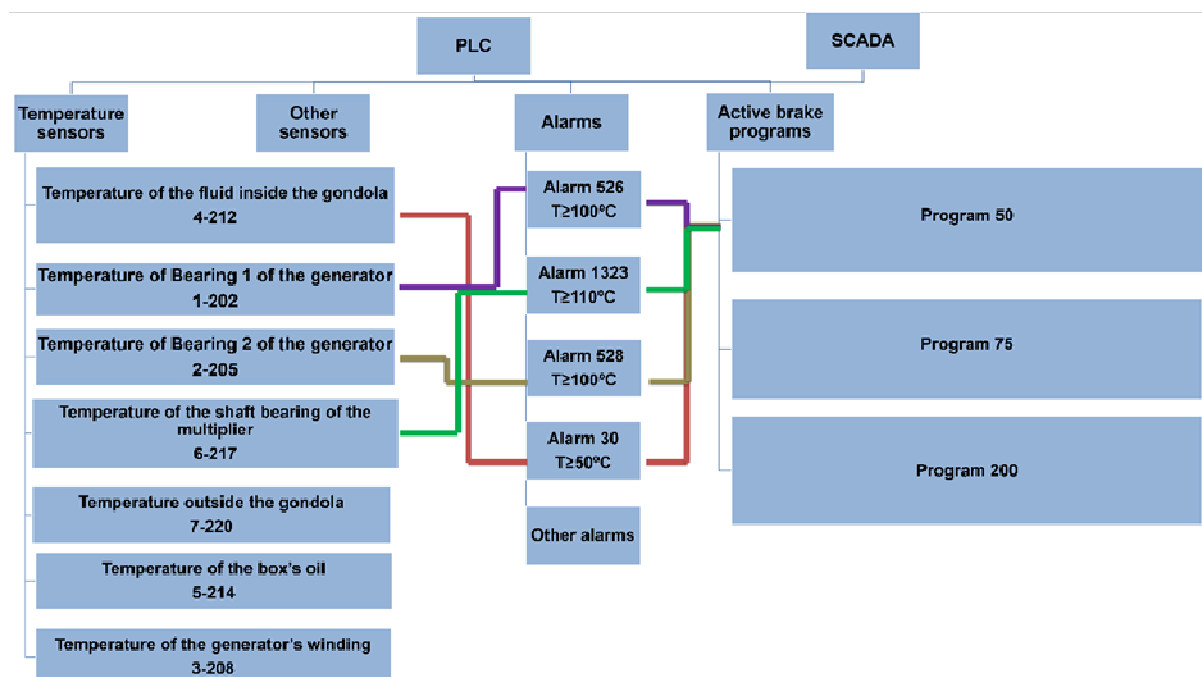 PLC
SCADA
Temperature
sensors
Other
sensors
Alarms
Active brake
programs
Temperature of the fluid inside the gondola
4-212
Temperature of Bearing 1 of the generator
1-202
Temperature of Bearing 2 of the generator
2-205
Temperature of the shaft bearing of the
multiplier
6-217
Temperature outside the gondola
7-220
Temperature of the box's oil
5-214
Temperature of the generator's winding
3-208
Alarm 526
T≥100ºC
Alarm 1323
T≥110ºC
Alarm 528
T≥100ºC
Alarm 30
T≥50ºC
Other alarms
Program 50
Program 75
Program 200